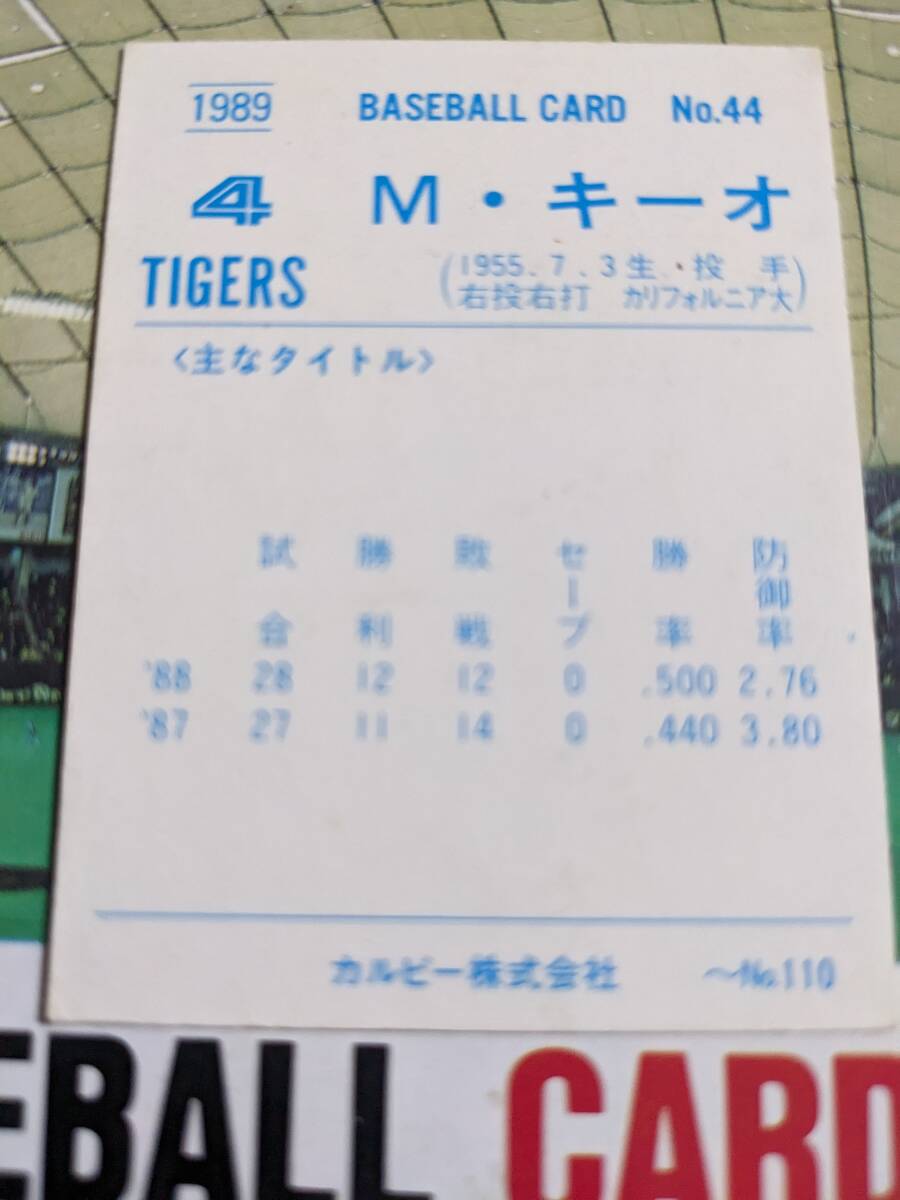 1989 BASEBALL CARD No.44
4 M・キーオ
TIGERS (1955.7.3生・投手
右投右打 カリフォルニア大)
〈主なタイトル〉
試合 勝利 敗戦 セーブ 勝率 防御率
'88 28 12 12 0 .500 2.76
'87 27 11 14 0 .440 3.80
カルビー株式会社 〜No.110
EBALL CARD